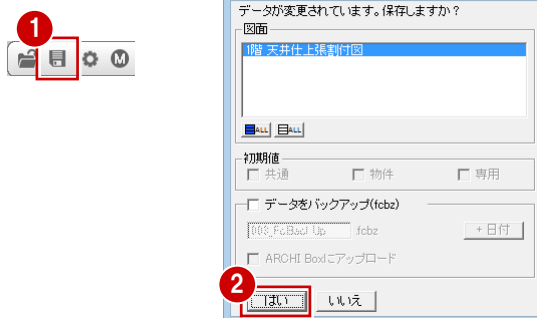 1
M
データが変更されています。保存しますか?
図面
1階 天井仕上張割付図
ALL ALL
初期値
共通 物件 専用
データをバックアップ(fcbz)
.fcbz +日付
ARCHI Boxにアップロード
2
はい いいえ